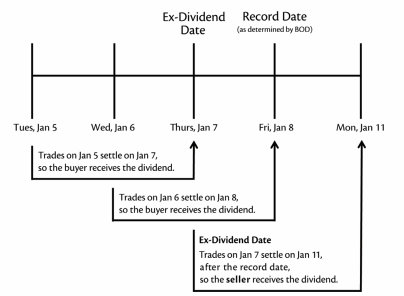 Ex-Dividend
Date
Record Date
(as determined by BOD)
Tues, Jan 5
Wed, Jan 6
Thurs, Jan 7
Fri, Jan 8
Mon, Jan 11
Trades on Jan 5 settle on Jan 7,
so the buyer receives the dividend.
Trades on Jan 6 settle on Jan 8,
so the buyer receives the dividend.
Ex-Dividend Date
Trades on Jan 7 settle on Jan 11,
after the record date,
so the seller receives the dividend.